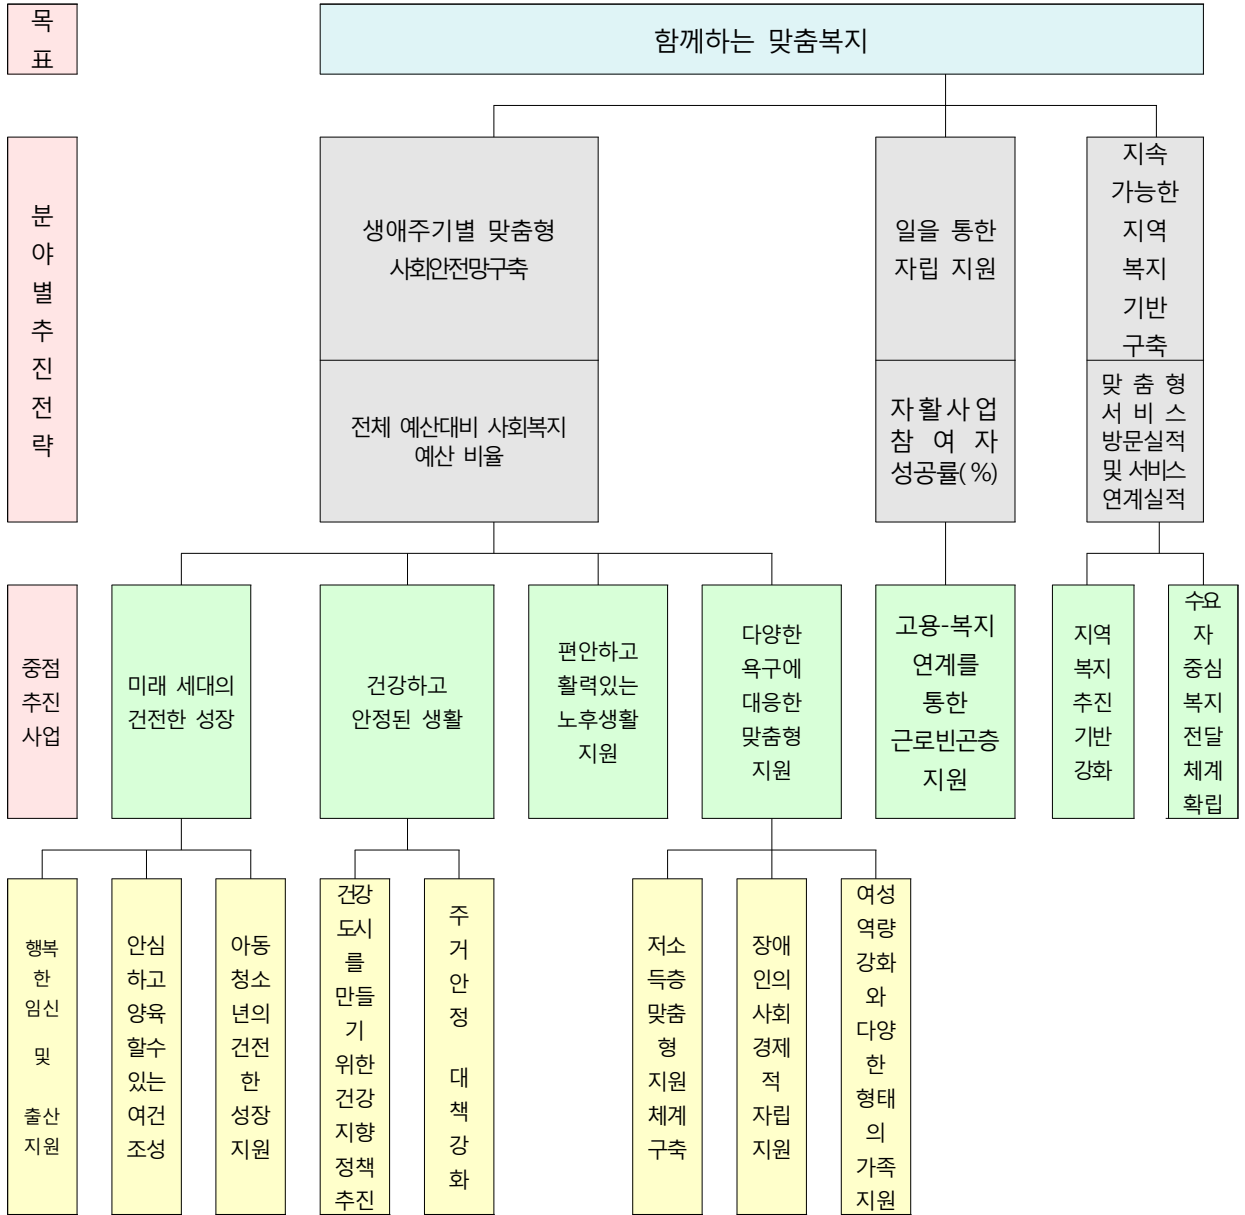 목
표
함께하는 맞춤복지
분
야
별
추
진
전
략
생애주기별 맞춤형
사회안전망구축
일을 통한
자립 지원
지속
가능한
지역
복지
기반
구축
전체 예산대비 사회복지
예산 비율
자활사업
참 여 자
성공률(%)
맞 춤 형
서 비 스
방문실적
및 서비스
연계실적
중점
추진
사업
미래 세대의
건전한 성장
건강하고
안정된 생활
편안하고
활력있는
노후생활
지원
다양한
욕구에
대응한
맞춤형
지원
고용-복지
연계를
통한
근로빈곤층
지원
지역
복지
추진
기반
강화
수요
자
중심
복지
전달
체계
확립
행복
한
임신
및
출산
지원
안심
하고
양육
할수
있는
여건
조성
아동
청소
년의
건전
한
성장
지원
건강
도시
를
만들
기
위한
건강
지향
정책
추진
주
거
안
정
대
책
강
화
저소
득층
맞춤
형
지원
체계
구축
장애
인의
사회
경제
적
자립
지원
여성
역량
강화
와
다양
한
형태
의
가족
지원